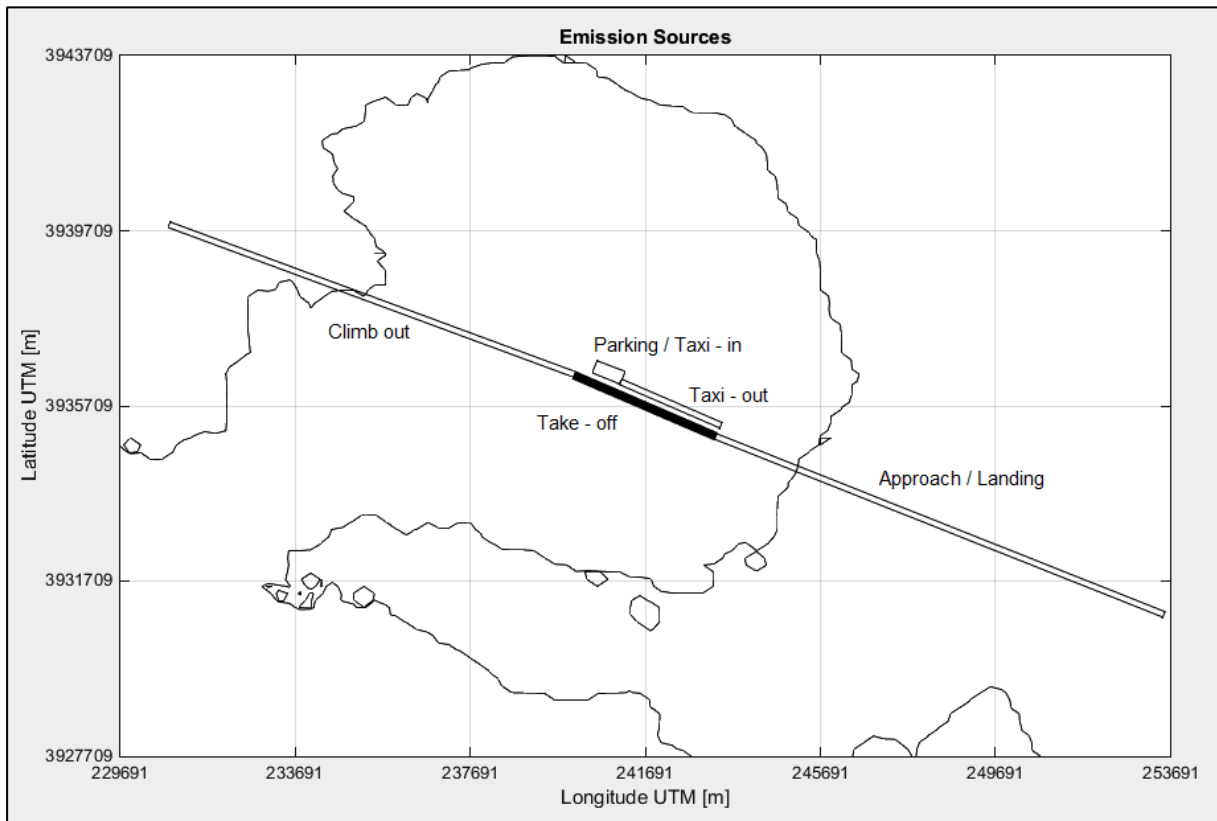 Emission Sources
3943709
3939709
3935709
3931709
3927709
Latitude UTM [m]
Climb out
Parking / Taxi - in
Taxi - out
Take - off
Approach / Landing
229691
233691
237691
241691
245691
249691
253691
Longitude UTM [m]